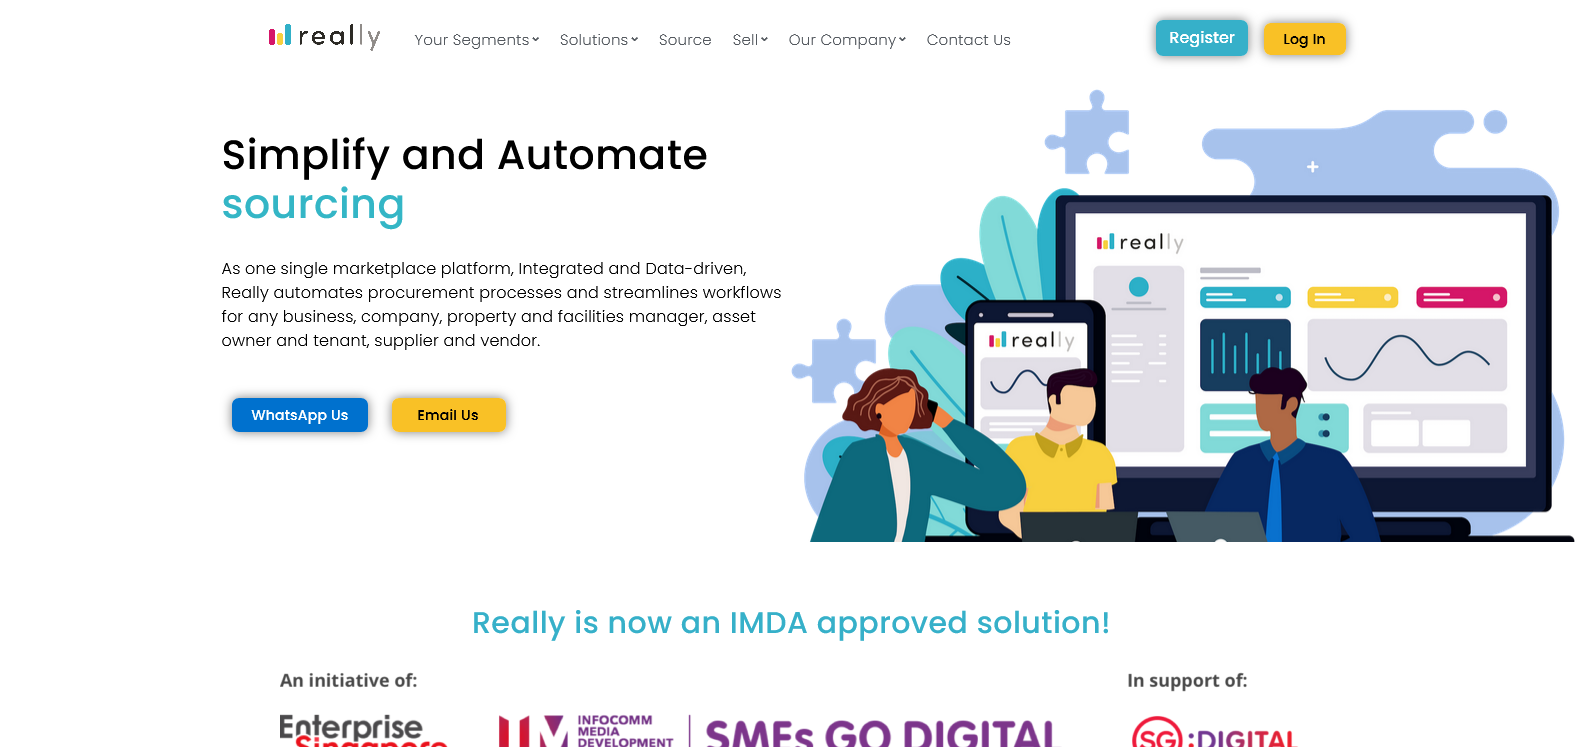 really
Your Segments
Solutions
Source
Sell
Our Company
Contact Us
Register
Log In
Simplify and Automate
sourcing
As one single marketplace platform, Integrated and Data-driven,
Really automates procurement processes and streamlines workflows
for any business, company, property and facilities manager, asset
owner and tenant, supplier and vendor.
WhatsApp Us
Email Us
really
really
Really is now an IMDA approved solution!
An initiative of:
In support of:
Enterprise
Singapore
INFOCOMM
MEDIA
DEVELOPMENT
SMEs GO DIGITAL
SG:DIGITAL